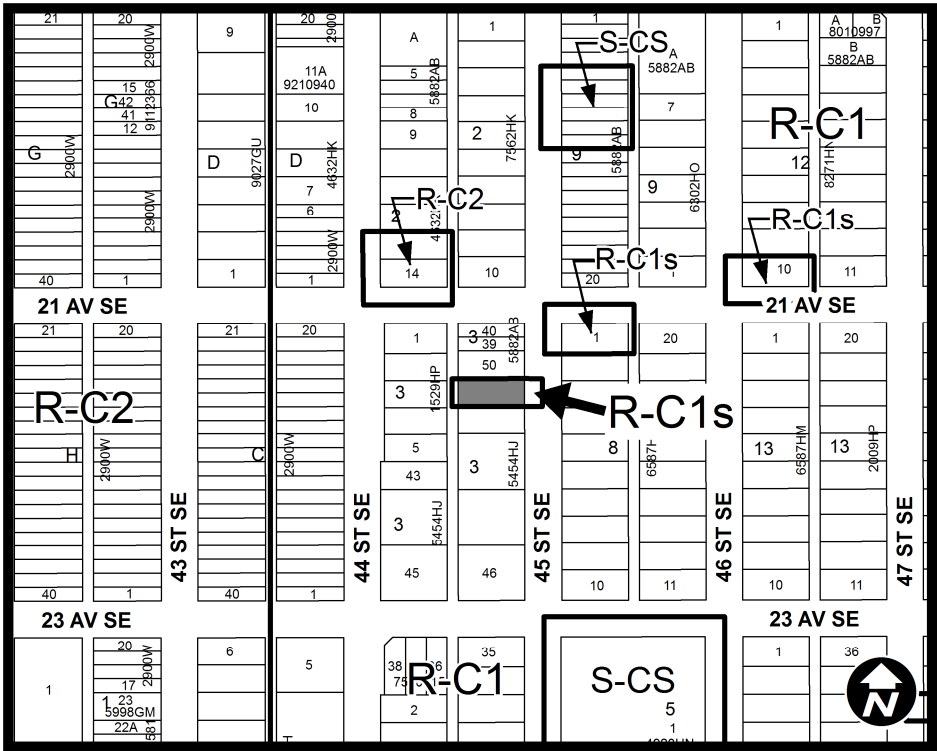 21
20
2900W
15
G
42
41
12
9112366
G
2900W
2900W
40
1
9
D
9027GU
1
20
2900
11A
9210940
10
D
4632HK
7
6
2900W
1
A
5
5882AB
8
9
R-C2
14
1
2
7562HK
10
1
S-CS
5882AB
R-C1s
20
A
5882AB
7
9
6302HO
1
R-C1
12
R-C1s
10
A
B
8010997
B
5882AB
11
21 AV SE
21 AV SE
21
20
R-C2
H
2900W
40
1
43 ST SE
21
C
40
20
2900W
1
44 ST SE
1
3
1529HP
5
43
3
5454HJ
45
3
40
39
5882AB
50
3
5454HJ
46
45 ST SE
R-C1s
1
8
10
20
11
46 ST SE
1
13
6587HM
10
20
13
2009HP
11
47 ST SE
23 AV SE
23 AV SE
1
20
2900W
17
1
23
5998GM
22A
6
5
38
R-C1
2
35
S-CS
5
1
1
36
N